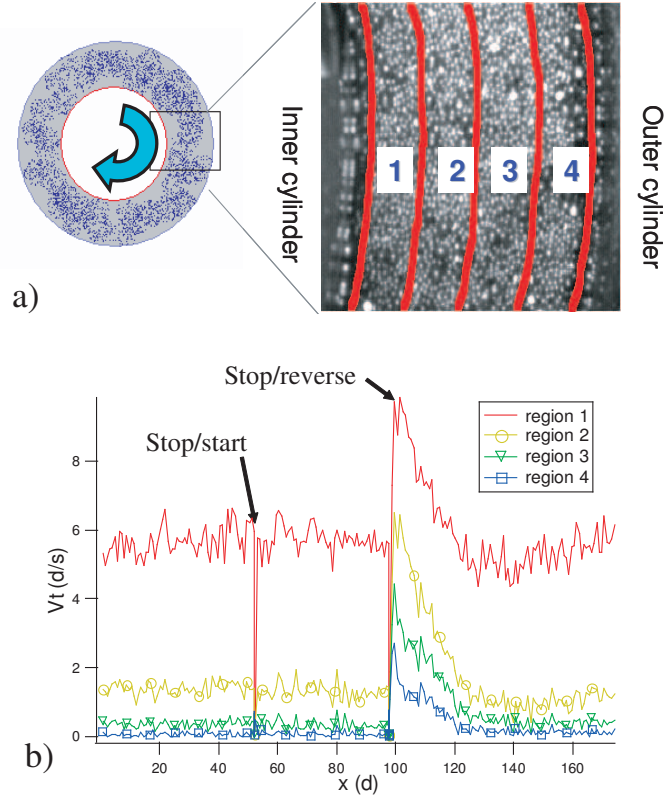 a)
Inner cylinder
1
2
3
4
Outer cylinder
b)
Stop/start
Stop/reverse
region 1
region 2
region 3
region 4
Vt (d/s)
8
6
4
2
0
20 40 60 80 100 120 140 160
x (d)